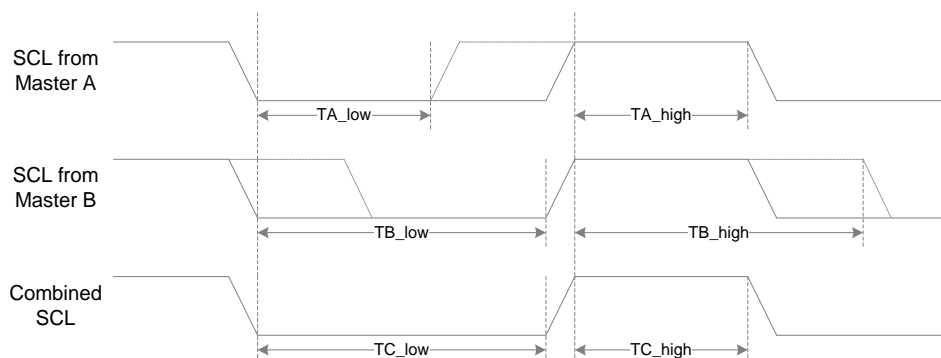 SCL from
Master A
TA_low
TA_high
SCL from
Master B
TB_low
TB_high
Combined
SCL
TC_low
TC_high